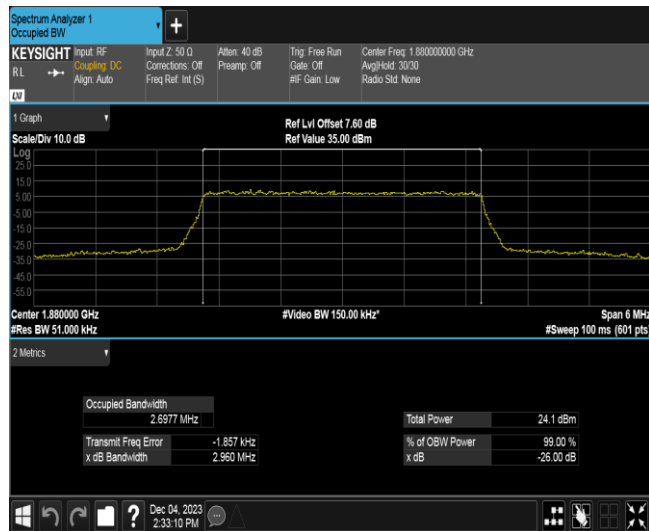 Spectrum Analyzer 1
Occupied BW
+
KEYSIGHT
RL
LXI
Input: RF
Coupling: DC
Align: Auto
Input Z: 50 Ω
Corrections: Off
Freq Ref: Int (S)
Atten: 40 dB
Preamp: Off
Trig: Free Run
Gate: Off
#IF Gain: Low
Center Freq: 1.880000000 GHz
Avg|Hold: 30/30
Radio Std: None
1 Graph
Scale/Div 10.0 dB
Ref Lvl Offset 7.60 dB
Ref Value 35.00 dBm
Log
25.0
15.0
5.00
-5.00
-15.0
-25.0
-35.0
-45.0
-55.0
Center 1.880000 GHz
#Res BW 51.000 kHz
#Video BW 150.00 kHz*
Span 6 MHz
#Sweep 100 ms (601 pts)
2 Metrics
Occupied Bandwidth
2.6977 MHz
Transmit Freq Error -1.857 kHz
x dB Bandwidth 2.960 MHz
Total Power 24.1 dBm
% of OBW Power 99.00 %
x dB -26.00 dB
?
Dec 04, 2023
2:33:10 PM